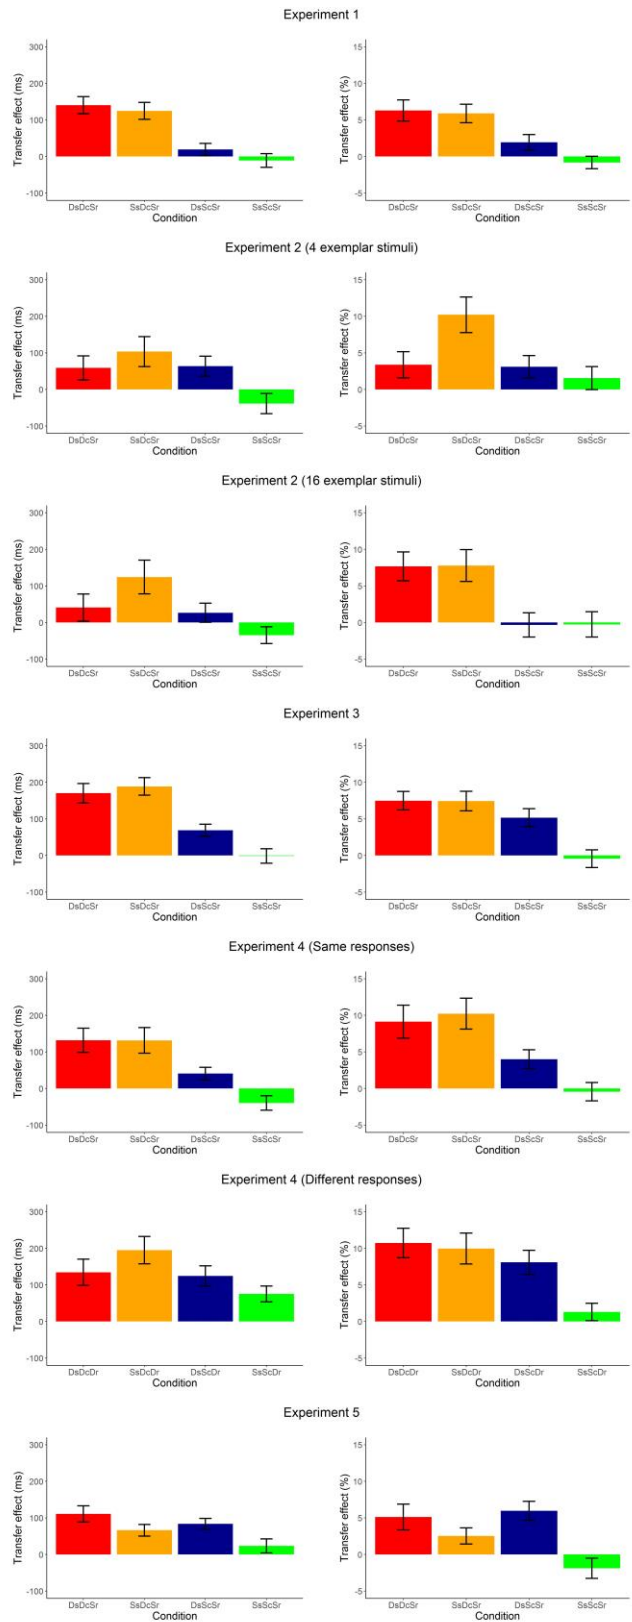 Experiment 1
Transfer effect (ms)
300
200
100
0
-100
DsDcSr SsDcSr DsScSr SsScSr
Condition
Transfer effect (%)
15
10
5
0
-5
DsDcSr SsDcSr DsScSr SsScSr
Condition
Experiment 2 (4 exemplar stimuli)
Transfer effect (ms)
300
200
100
0
-100
DsDcSr SsDcSr DsScSr SsScSr
Condition
Transfer effect (%)
15
10
5
0
-5
DsDcSr SsDcSr DsScSr SsScSr
Condition
Experiment 2 (16 exemplar stimuli)
Transfer effect (ms)
300
200
100
0
-100
DsDcSr SsDcSr DsScSr SsScSr
Condition
Transfer effect (%)
15
10
5
0
-5
DsDcSr SsDcSr DsScSr SsScSr
Condition
Experiment 3
Transfer effect (ms)
300
200
100
0
-100
DsDcSr SsDcSr DsScSr SsScSr
Condition
Transfer effect (%)
15
10
5
0
-5
DsDcSr SsDcSr DsScSr SsScSr
Condition
Experiment 4 (Same responses)
Transfer effect (ms)
300
200
100
0
-100
DsDcSr SsDcSr DsScSr SsScSr
Condition
Transfer effect (%)
15
10
5
0
-5
DsDcSr SsDcSr DsScSr SsScSr
Condition
Experiment 4 (Different responses)
Transfer effect (ms)
300
200
100
0
-100
DsDcDr SsDcDr DsScDr SsScDr
Condition
Transfer effect (%)
15
10
5
0
-5
DsDcDr SsDcDr DsScDr SsScDr
Condition
Experiment 5
Transfer effect (ms)
300
200
100
0
-100
DsDcSr SsDcSr DsScSr SsScSr
Condition
Transfer effect (%)
15
10
5
0
-5
DsDcSr SsDcSr DsScSr SsScSr
Condition